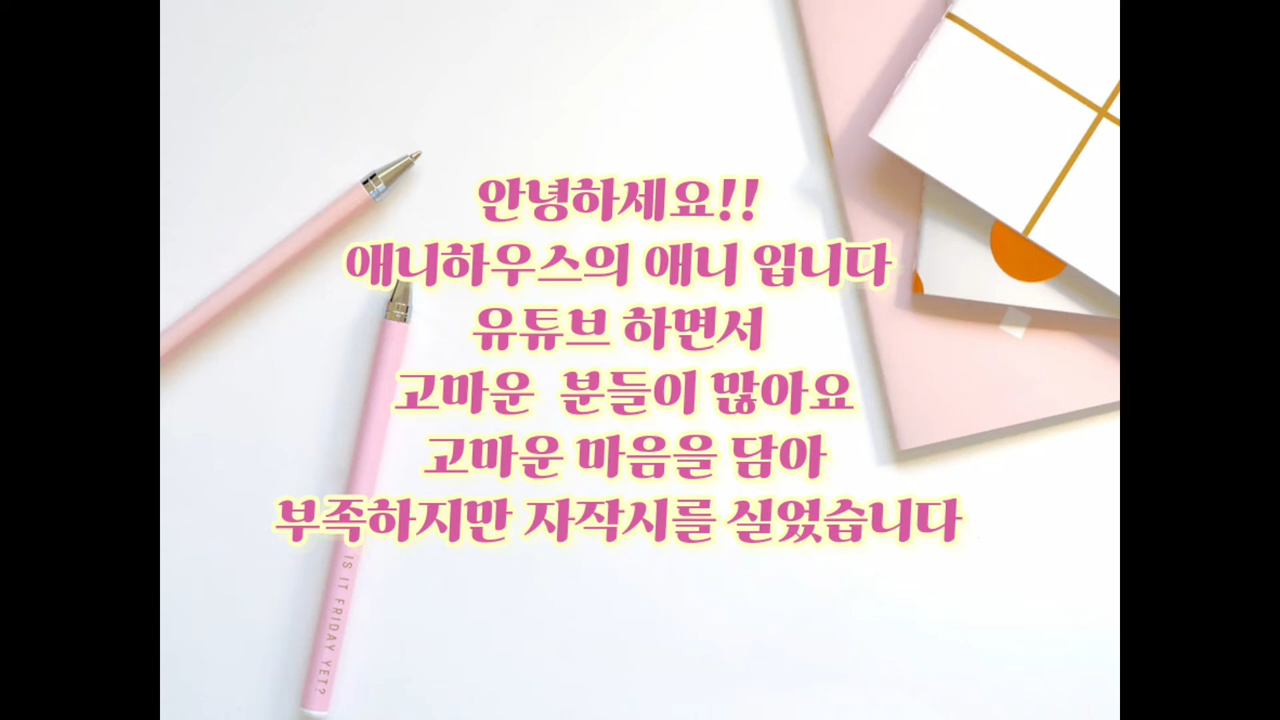 안녕하세요!!
애니하우스의 애니 입니다
유튜브 하면서
고마운 분들이 많아요
고마운 마음을 담아
부족하지만 자작시를 실었습니다
IS IT FRIDAY YET?